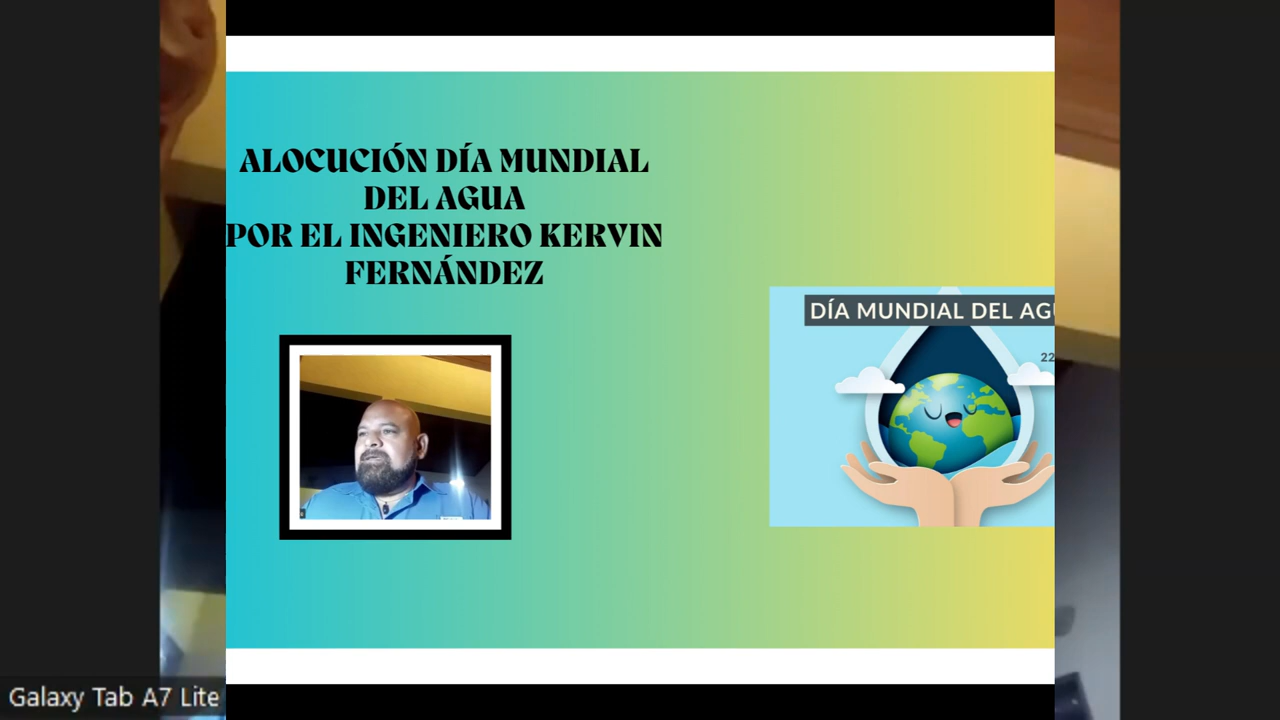 ALOCUCIÓN DÍA MUNDIAL
DEL AGUA
POR EL INGENIERO KERVIN
FERNÁNDEZ
DÍA MUNDIAL DEL AGU
22
Galaxy Tab A7 Lite